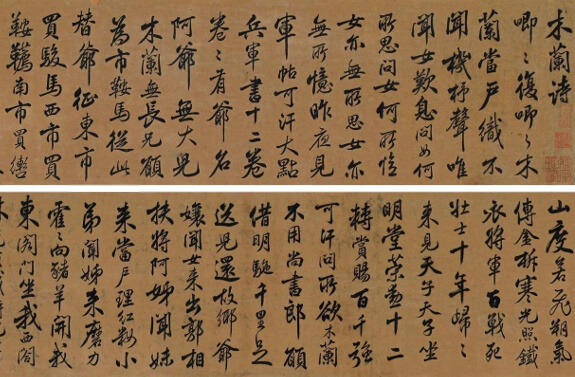 木蘭詩
唧〻復唧〻木
蘭當戶織不
聞機杼聲唯
聞女歎息問女何
所思問女何所憶
女亦無所思女亦
無所憶昨夜見
軍帖可汗大點
兵軍書十二卷
卷〻有爺名
阿爺無大兒
木蘭無長兄願
為市鞍馬從此
替爺征東市
買駿馬西市買
鞍韉南市買轡
山度若飛朔氣
傳金柝寒光照鐵
衣將軍百戰死
壯士十年歸〻
來見天子天子坐
明堂策勳十二
轉賞賜百千強
可汗問所欲木蘭
不用尚書郎願
借明駝千里足
送兒還故鄉爺
孃聞女來出郭相
扶將阿姊聞妹
來當戶理紅妝小
弟聞姊來磨刀
霍〻向豬羊開我
東閣門坐我西閣